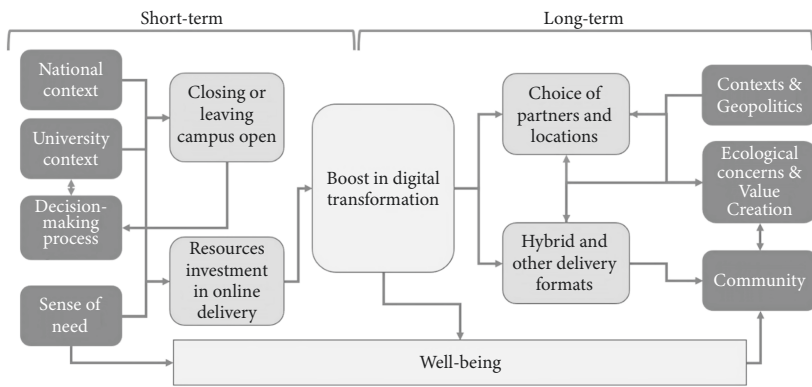 Short-term
Long-term
National
context
University
context
Decision-
making
process
Sense of
need
Closing or
leaving
campus open
Resources
investment
in online
delivery
Boost in digital
transformation
Choice of
partners and
locations
Hybrid and
other delivery
formats
Contexts &
Geopolitics
Ecological
concerns &
Value
Creation
Community
Well-being